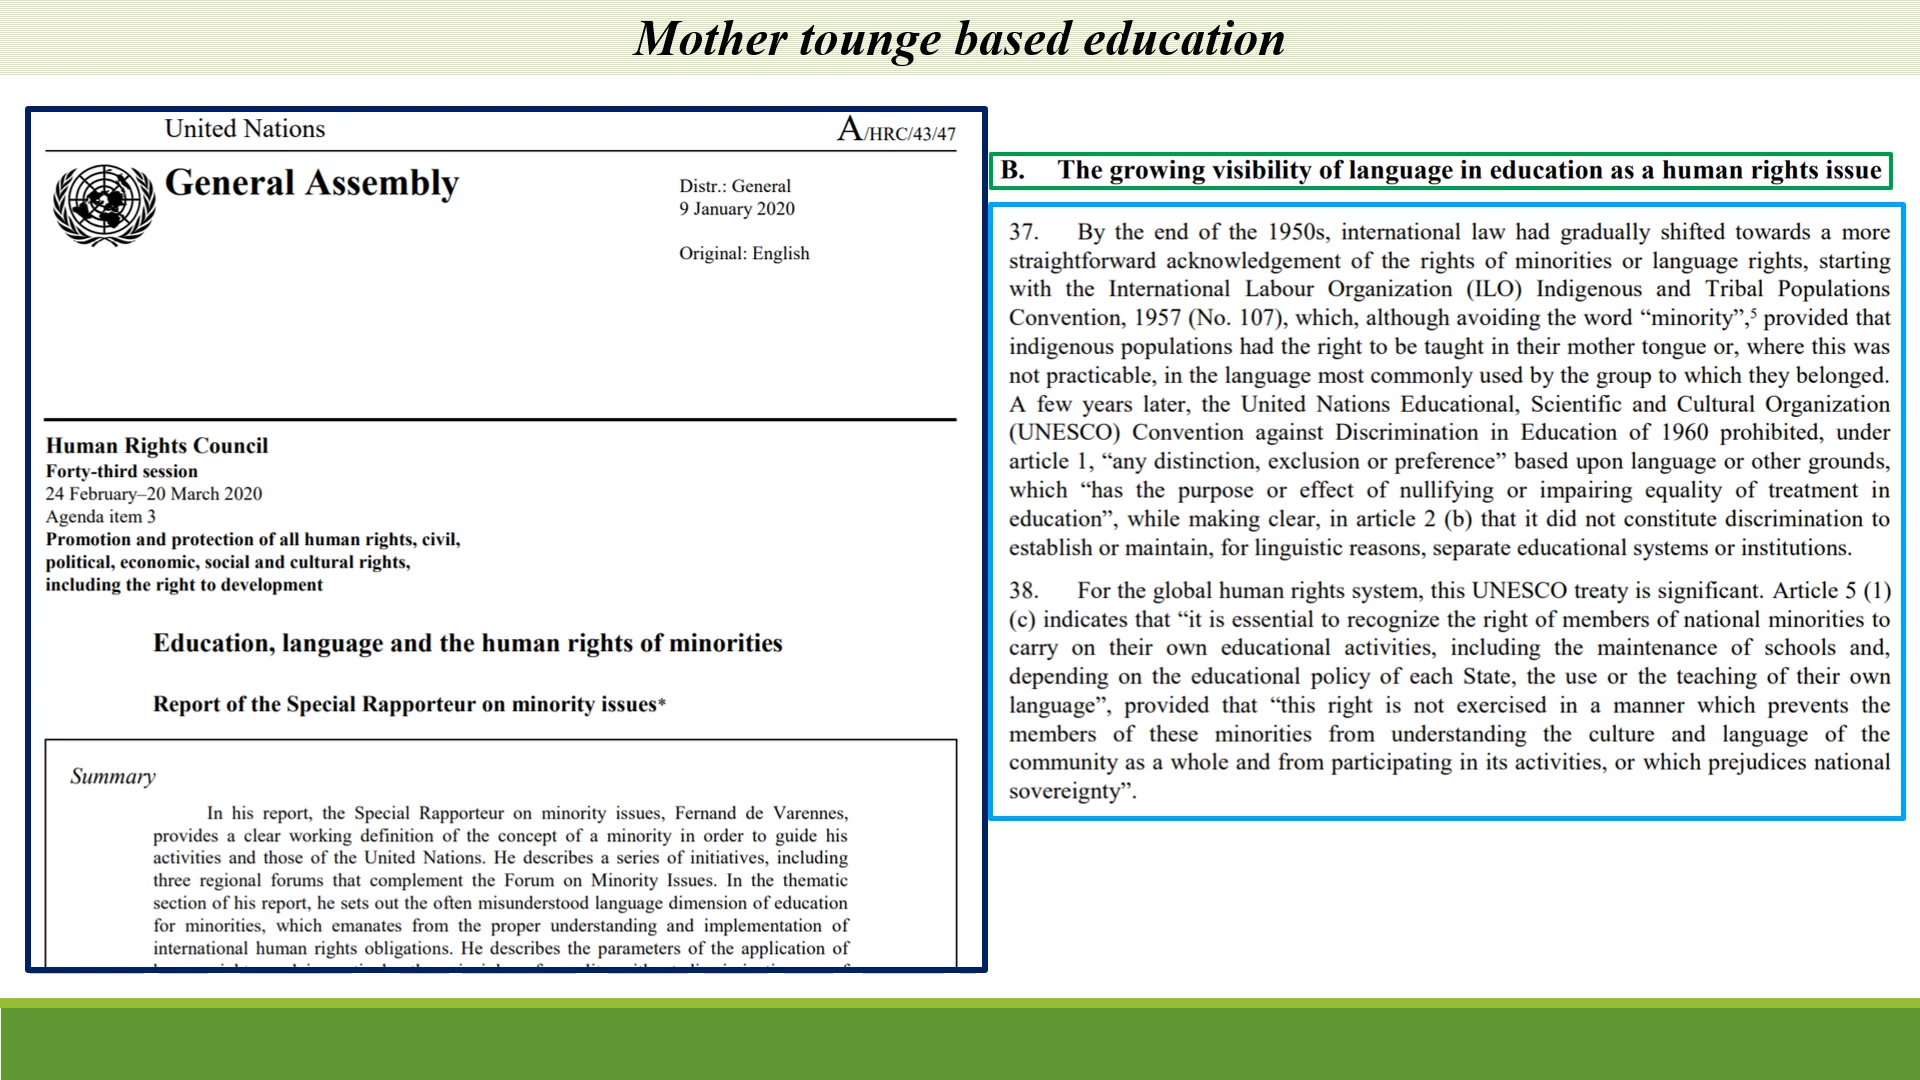 Mother tounge based education
United Nations
A/HRC/43/47
General Assembly
Distr.: General
9 January 2020
Original: English
Human Rights Council
Forty-third session
24 February–20 March 2020
Agenda item 3
Promotion and protection of all human rights, civil,
political, economic, social and cultural rights,
including the right to development
Education, language and the human rights of minorities
Report of the Special Rapporteur on minority issues*
Summary
In his report, the Special Rapporteur on minority issues, Fernand de Varennes,
provides a clear working definition of the concept of a minority in order to guide his
activities and those of the United Nations. He describes a series of initiatives, including
three regional forums that complement the Forum on Minority Issues. In the thematic
section of his report, he sets out the often misunderstood language dimension of education
for minorities, which emanates from the proper understanding and implementation of
international human rights obligations. He describes the parameters of the application of
B. The growing visibility of language in education as a human rights issue
37. By the end of the 1950s, international law had gradually shifted towards a more
straightforward acknowledgement of the rights of minorities or language rights, starting
with the International Labour Organization (ILO) Indigenous and Tribal Populations
Convention, 1957 (No. 107), which, although avoiding the word “minority”,⁵ provided that
indigenous populations had the right to be taught in their mother tongue or, where this was
not practicable, in the language most commonly used by the group to which they belonged.
A few years later, the United Nations Educational, Scientific and Cultural Organization
(UNESCO) Convention against Discrimination in Education of 1960 prohibited, under
article 1, “any distinction, exclusion or preference” based upon language or other grounds,
which “has the purpose or effect of nullifying or impairing equality of treatment in
education”, while making clear, in article 2 (b) that it did not constitute discrimination to
establish or maintain, for linguistic reasons, separate educational systems or institutions.
38. For the global human rights system, this UNESCO treaty is significant. Article 5 (1)
(c) indicates that “it is essential to recognize the right of members of national minorities to
carry on their own educational activities, including the maintenance of schools and,
depending on the educational policy of each State, the use or the teaching of their own
language”, provided that “this right is not exercised in a manner which prevents the
members of these minorities from understanding the culture and language of the
community as a whole and from participating in its activities, or which prejudices national
sovereignty”.